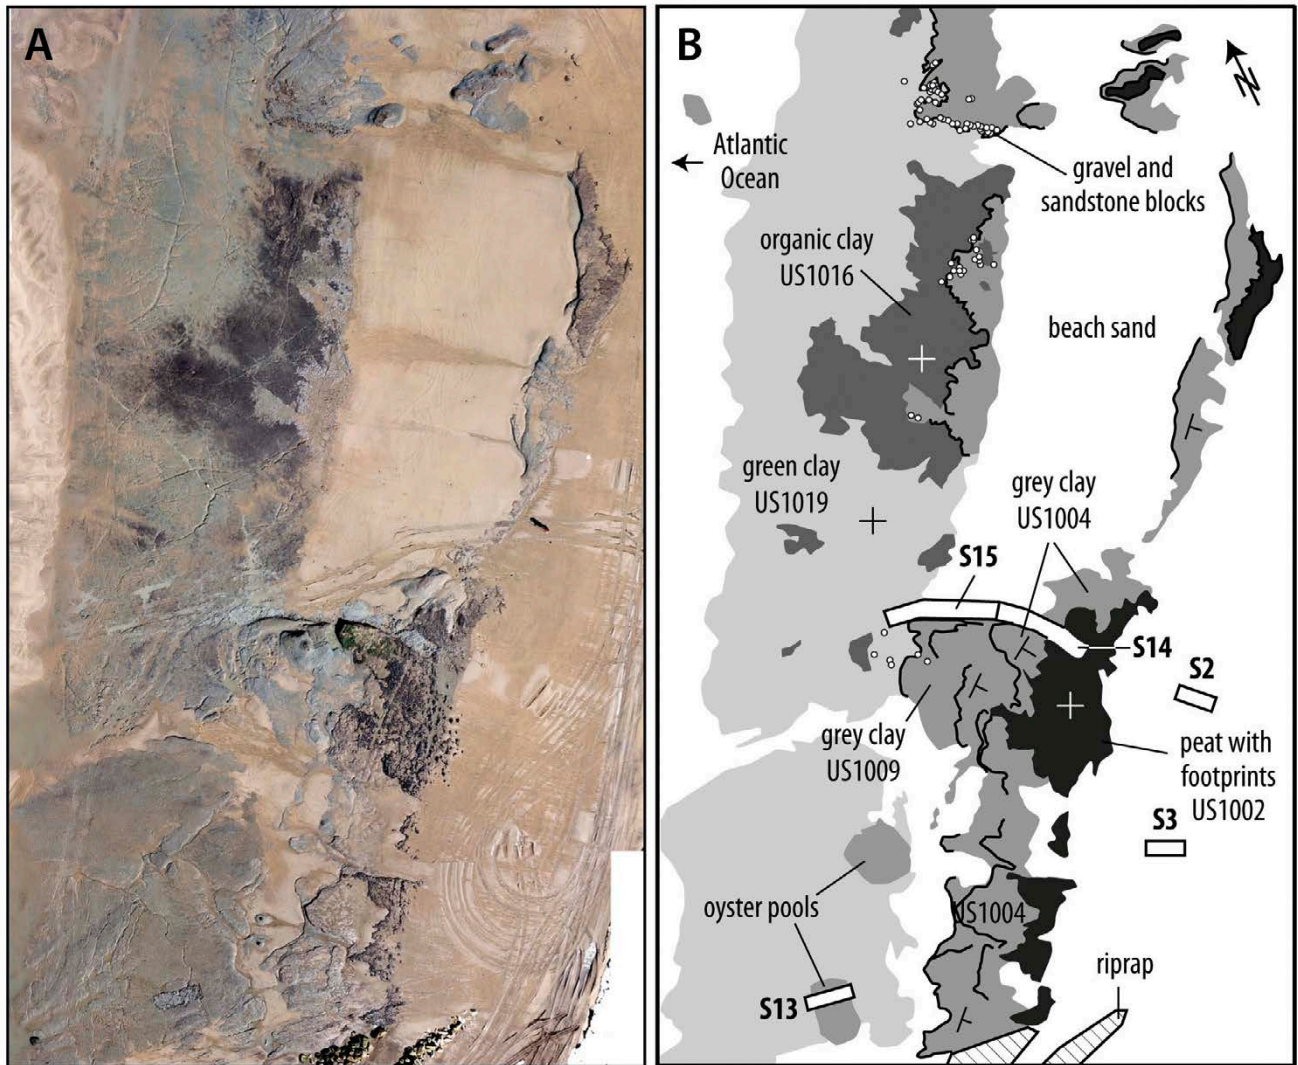 A
B
N
Atlantic
Ocean
gravel and
sandstone blocks
organic clay
US1016
beach sand
green clay
US1019
grey clay
US1004
S15
S14
S2
grey clay
US1009
peat with
footprints
US1002
S3
oyster pools
US1004
riprap
S13